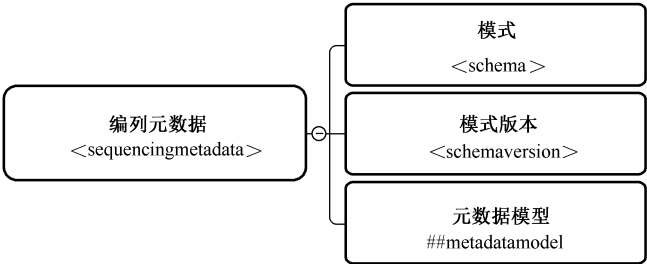 模式
＜schema＞
编列元数据
＜sequencingmetadata＞
模式版本
＜schemaversion＞
元数据模型
##metadatamodel